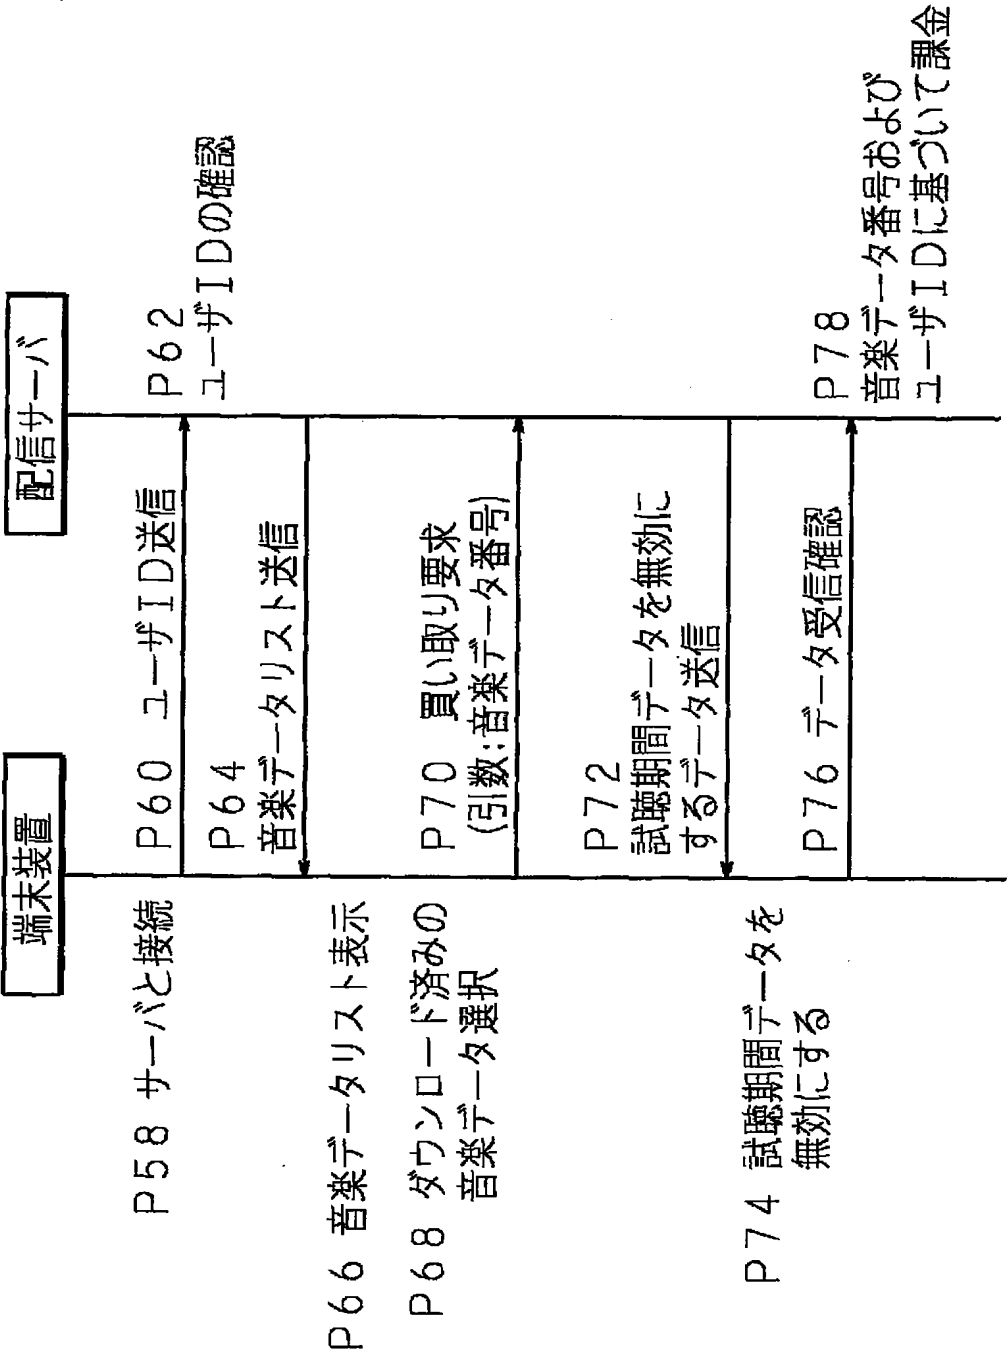 端末装置
配信サーバ
P58 サーバと接続
P60 ユーザID送信
P62
ユーザIDの確認
P64
音楽データリスト送信
P66 音楽データリスト表示
P68 ダウンロード済みの
音楽データ選択
P70 買い取り要求
(引数:音楽データ番号)
P72
試聴期間データを無効に
するデータ送信
P74 試聴期間データを
無効にする
P76 データ受信確認
P78
音楽データ番号および
ユーザIDに基づいて課金